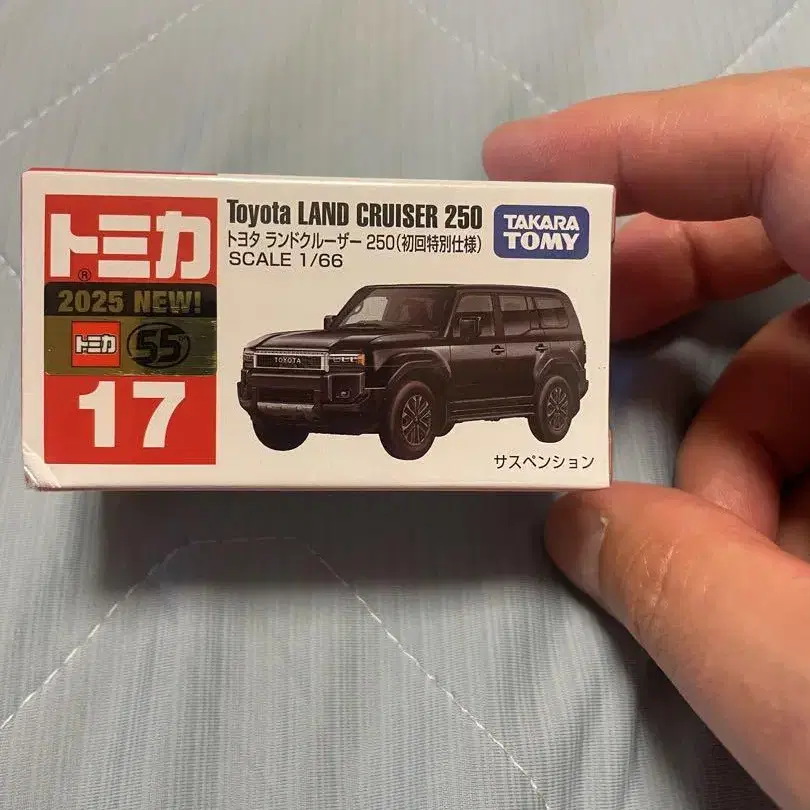 トミカ
®
2025 NEW!
トミカ 55
17
Toyota LAND CRUISER 250
トヨタ ランドクルーザー 250(初回特別仕様)
SCALE 1/66
TAKARA
TOMY
TOYOTA
サスペンション